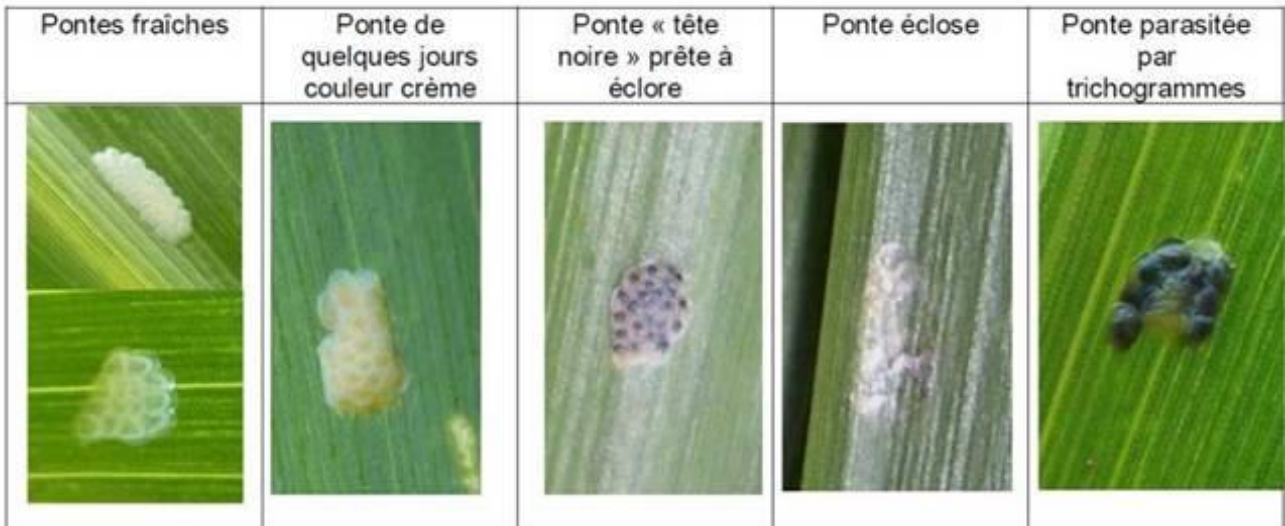 Pontes fraîches
Ponte de
quelques jours
couleur crème
Ponte « tête
noire » prête à
éclore
Ponte éclose
Ponte parasitée
par
trichogrammes